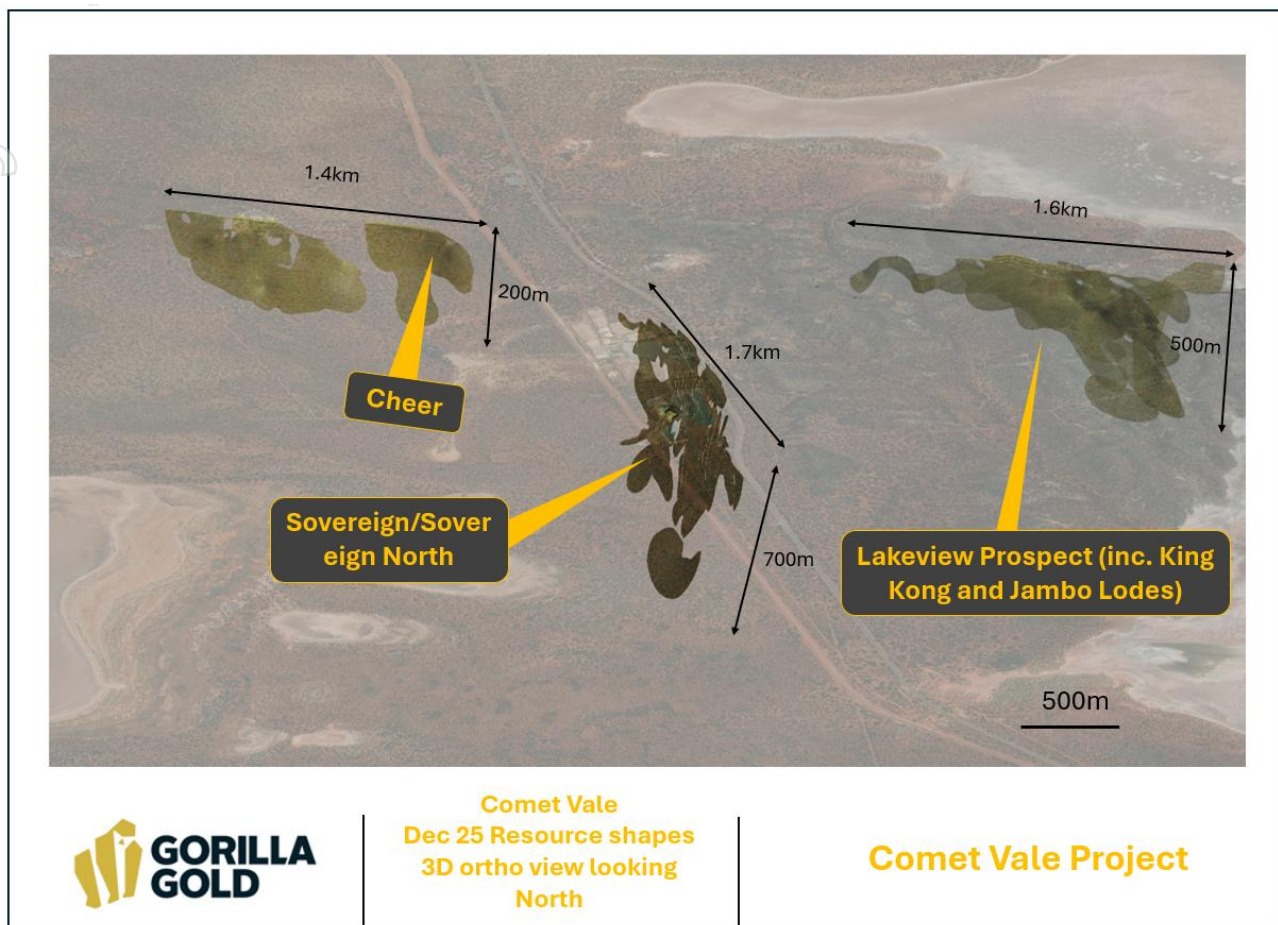 1.4km
1.6km
200m
1.7km
500m
Cheer
Sovereign/Sover
eign North
700m
Lakeview Prospect (inc. King
Kong and Jambo Lodes)
500m
GORILLA
GOLD
Comet Vale
Dec 25 Resource shapes
3D ortho view looking
North
Comet Vale Project